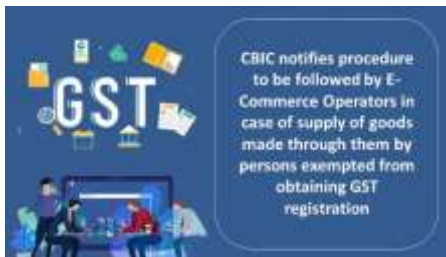 GST
CBIC notifies procedure
to be followed by E-
Commerce Operators in
case of supply of goods
made through them by
persons exempted from
obtaining GST
registration